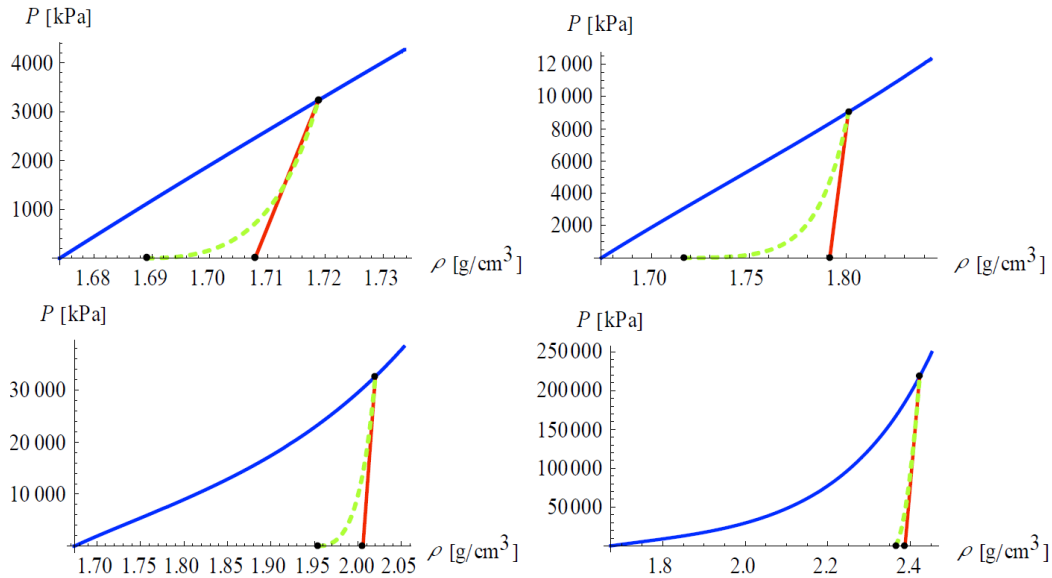 P [kPa]
4000
3000
2000
1000
1.68 1.69 1.70 1.71 1.72 1.73
ρ [g/cm³]
P [kPa]
12 000
10 000
8000
6000
4000
2000
1.70 1.75 1.80
ρ [g/cm³]
P [kPa]
30 000
20 000
10 000
1.70 1.75 1.80 1.85 1.90 1.95 2.00 2.05
ρ [g/cm³]
P [kPa]
250 000
200 000
150 000
100 000
50 000
1.8 2.0 2.2 2.4
ρ [g/cm³]